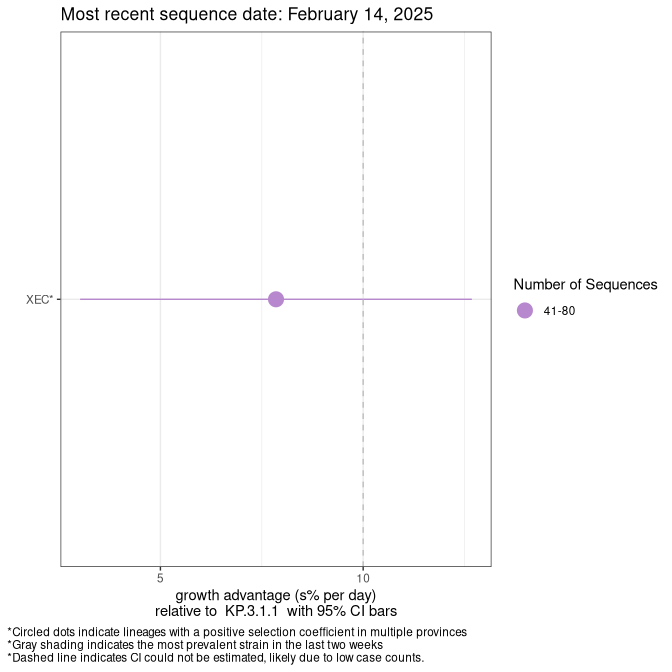 Most recent sequence date: February 14, 2025
XEC*
Number of Sequences
41-80
5
10
growth advantage (s% per day)
relative to  KP.3.1.1  with 95% CI bars
*Circled dots indicate lineages with a positive selection coefficient in multiple provinces
*Gray shading indicates the most prevalent strain in the last two weeks
*Dashed line indicates CI could not be estimated, likely due to low case counts.